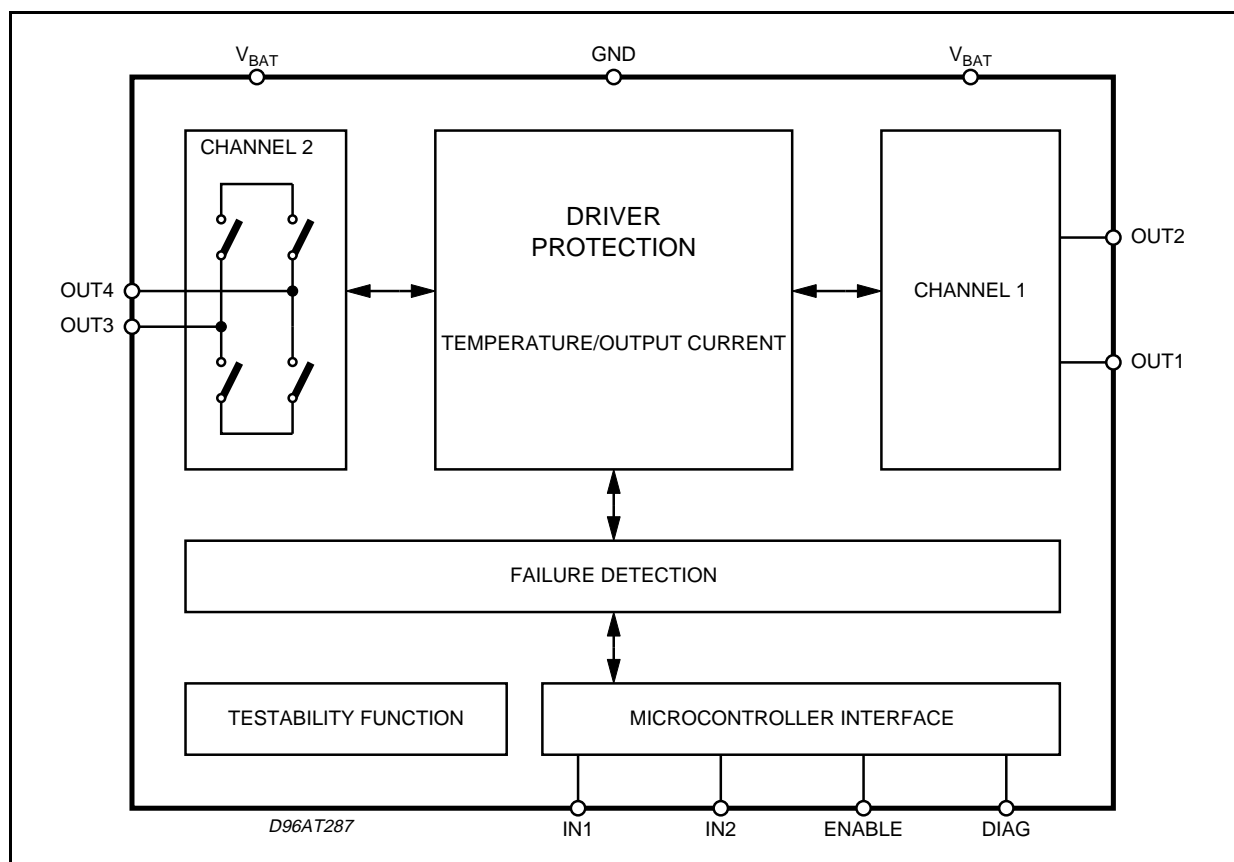 VBAT
GND
VBAT
CHANNEL 2
DRIVER
PROTECTION
TEMPERATURE/OUTPUT CURRENT
CHANNEL 1
OUT2
OUT1
OUT4
OUT3
FAILURE DETECTION
TESTABILITY FUNCTION
MICROCONTROLLER INTERFACE
D96AT287
IN1
IN2
ENABLE
DIAG